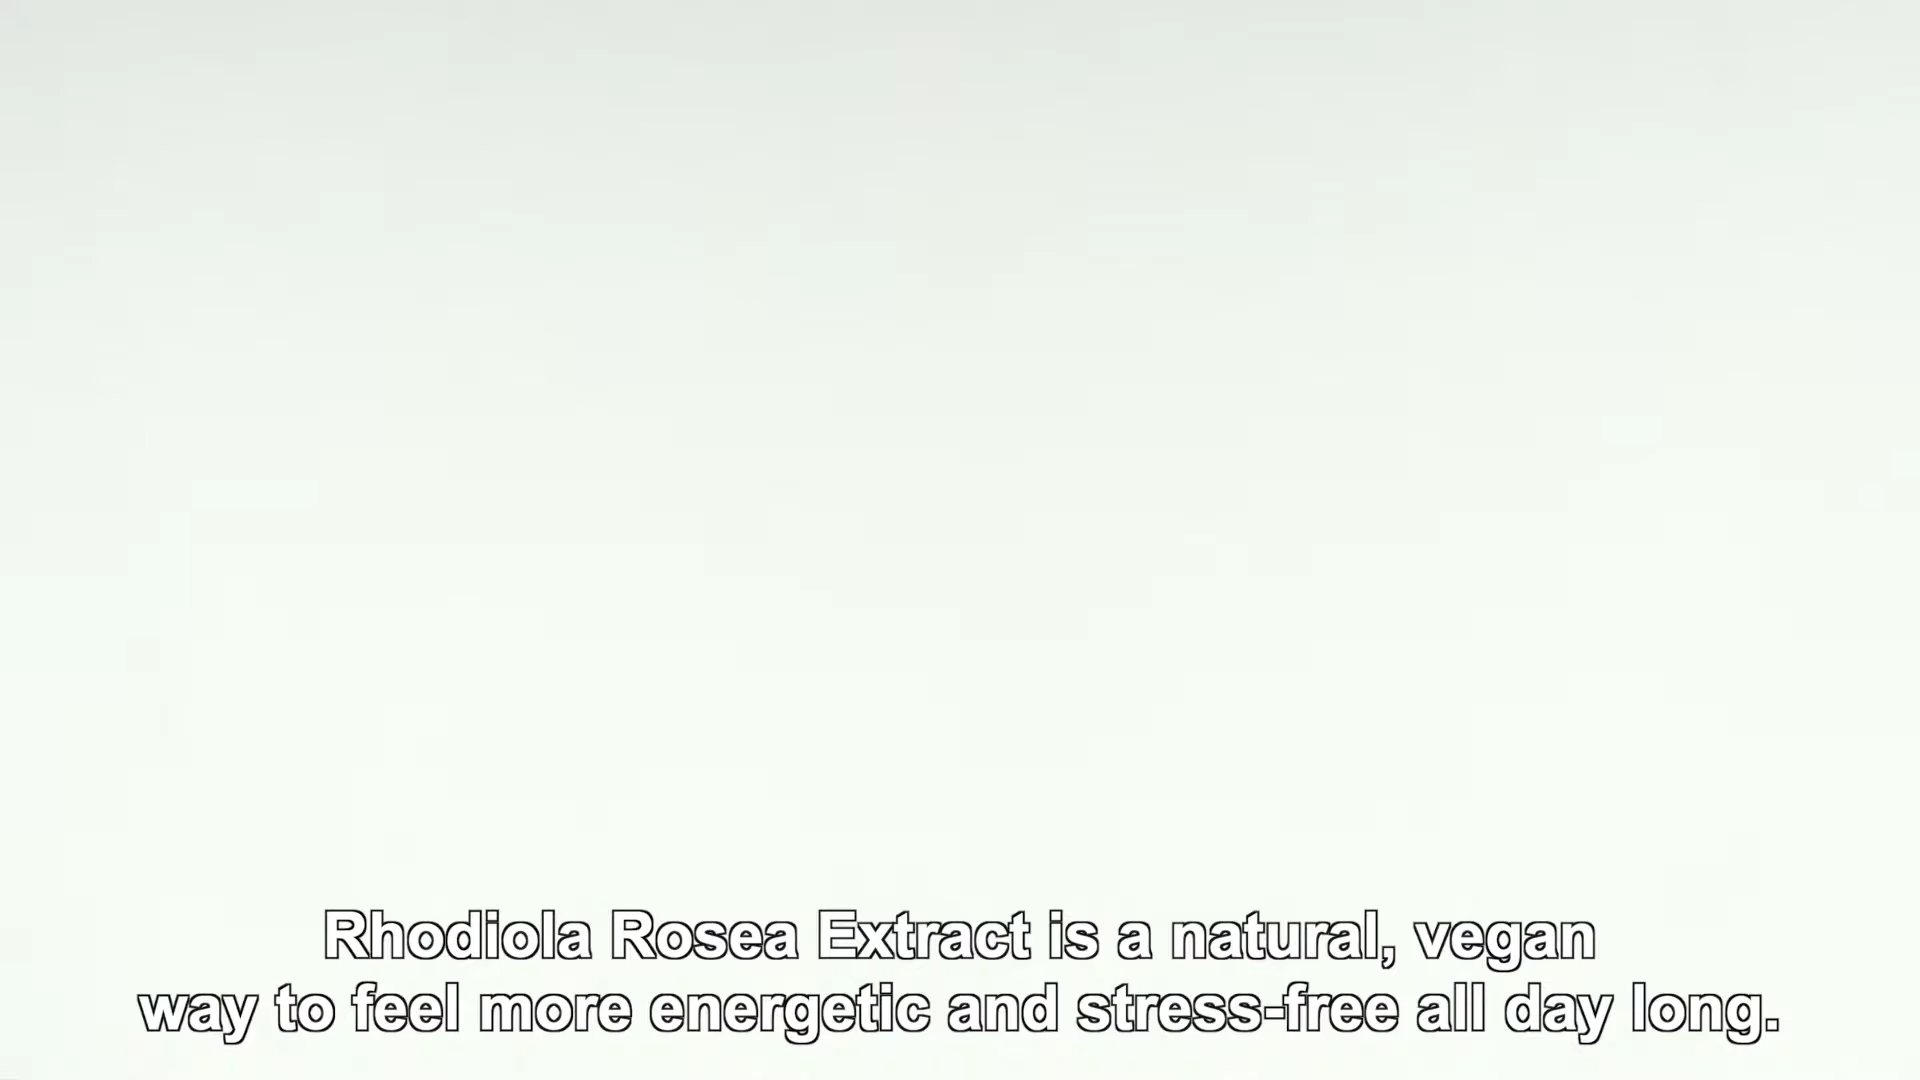 Rhodiola Rosea Extract is a natural, vegan
way to feel more energetic and stress-free all day long.